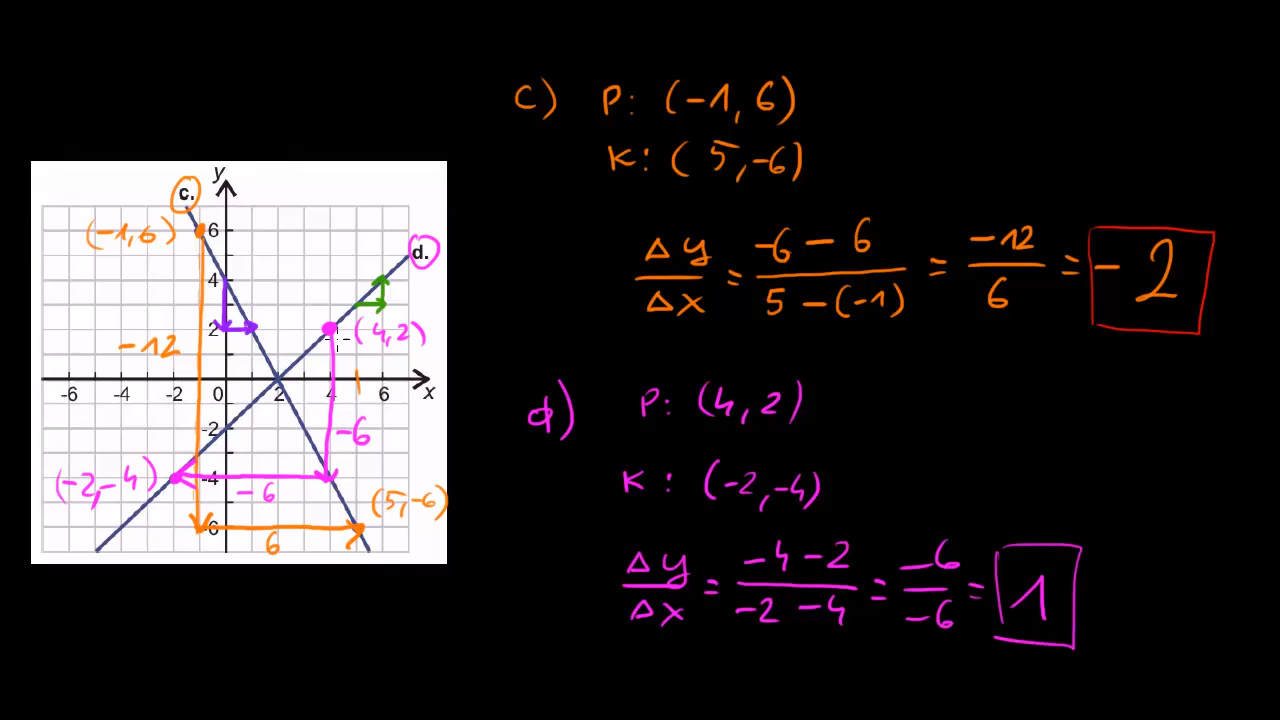 y
c.
(-1,6)
6
d.
4
2
(4,2)
-12
-6 -4 -2 0 2 4 6 x
-2
-6
(-2,-4)
-4
-6
(5,-6)
-6
6
c) P: (-1, 6)
K: (5, -6)
Δy/Δx = -6 - 6 / 5 - (-1) = -12/6 = -2
d) P: (4, 2)
K: (-2, -4)
Δy/Δx = -4 - 2 / -2 - 4 = -6/-6 = 1